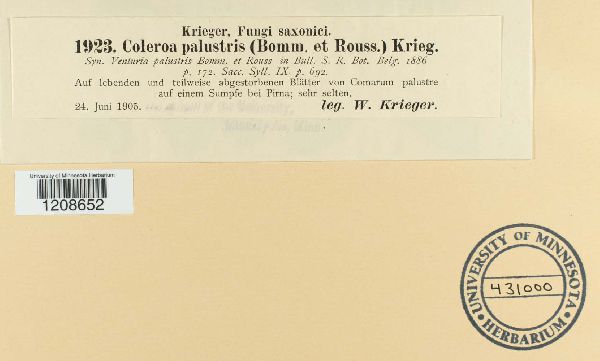 Krieger, Fungi saxonici.
1923. Coleroa palustris (Bomm. et Rouss.) Krieg.
Syn. Venturia palustris Bomm. et Rouss in Bull. S. R. Bot. Belg. 1886
p. 172. Sacc. Syll. IX. p. 692.
Auf lebenden und teilweise abgestorbenen Blätter von Comarum palustre
auf einem Sumpfe bei Pirna; sehr selten,
24. Juni 1905. leg. W. Krieger.
University of Minnesota Herbarium
1208652
UNIVERSITY OF MINNESOTA
431000
HERBARIUM